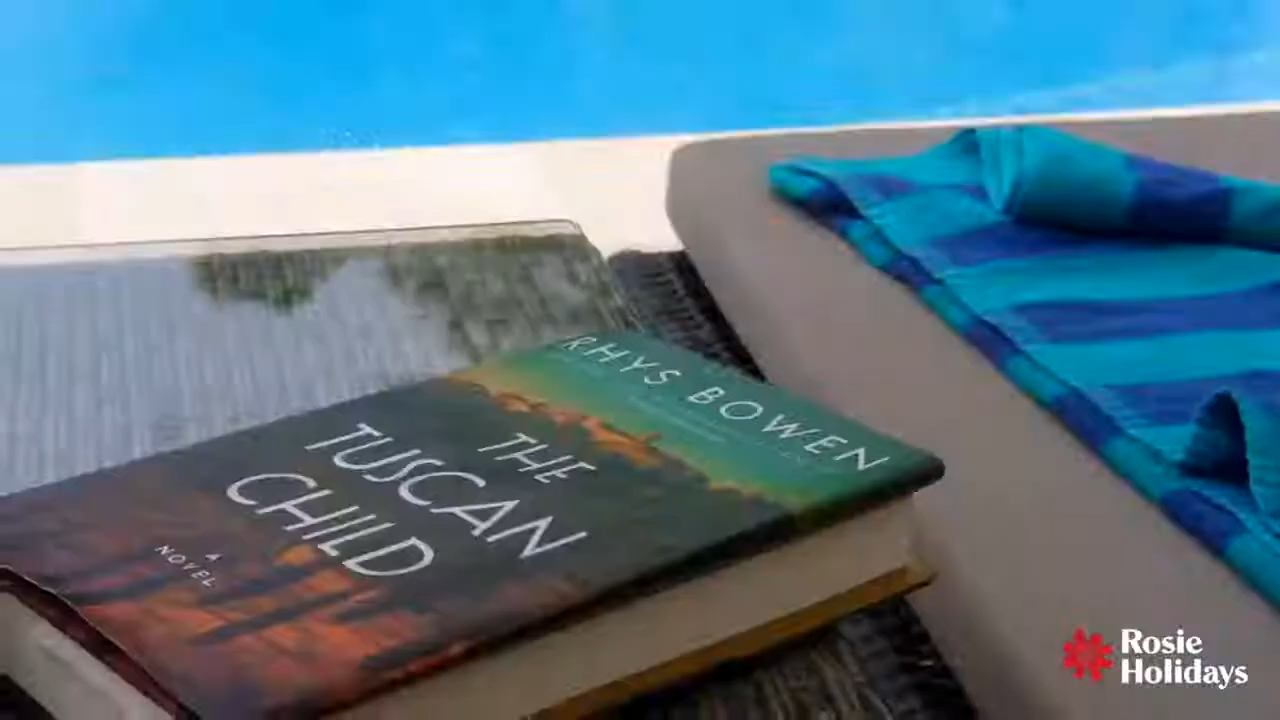 RHYS BOWEN
THE
TUSCAN
CHILD
A
NOVEL
Rosie
Holidays